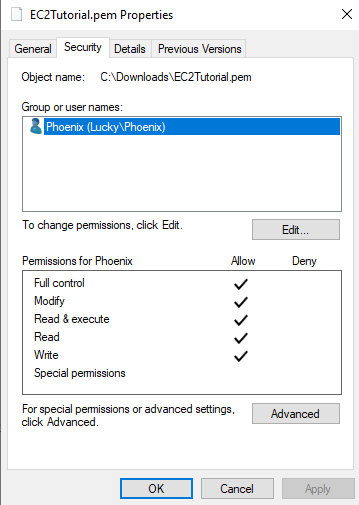 EC2Tutorial.pem Properties
General Security Details Previous Versions
Object name: C:\Downloads\EC2Tutorial.pem
Group or user names:
Phoenix (Lucky\Phoenix)
To change permissions, click Edit.
Edit...
Permissions for Phoenix Allow Deny
Full control
Modify
Read & execute
Read
Write
Special permissions
For special permissions or advanced settings,
click Advanced.
Advanced
OK Cancel Apply